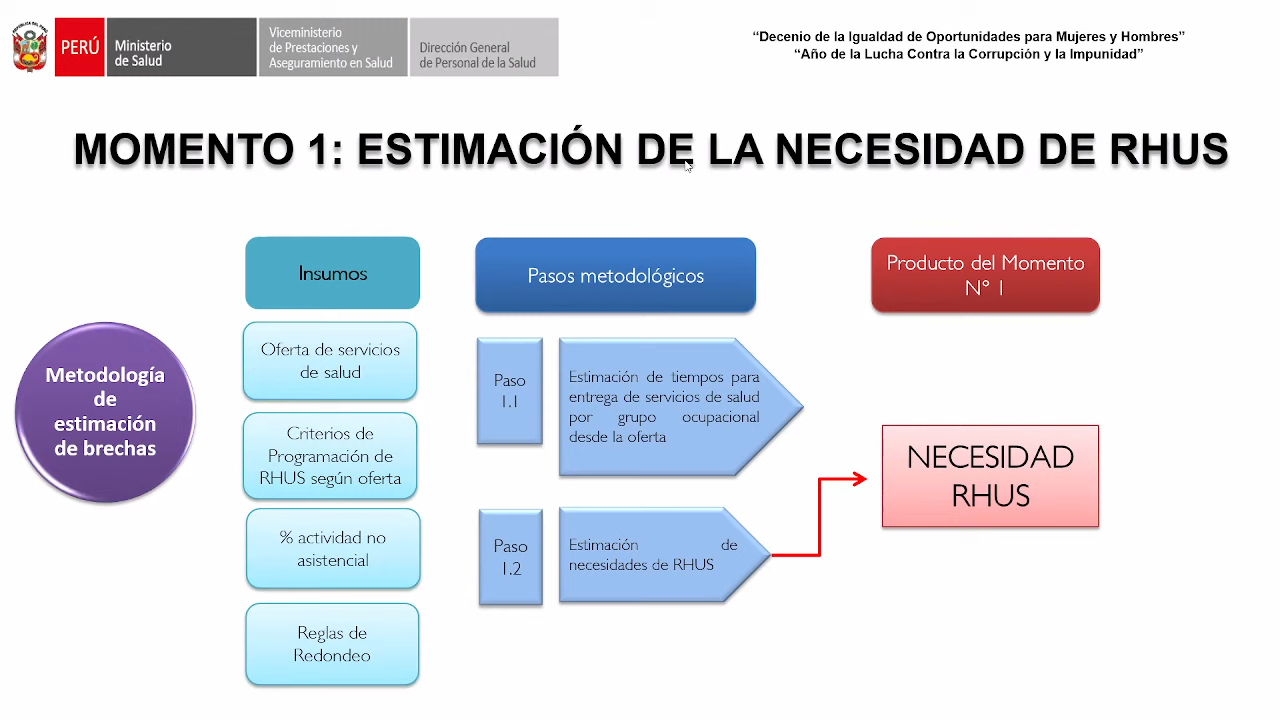 PERÚ
Ministerio
de Salud
Viceministerio
de Prestaciones y
Aseguramiento en Salud
Dirección General
de Personal de la Salud
“Decenio de la Igualdad de Oportunidades para Mujeres y Hombres”
“Año de la Lucha Contra la Corrupción y la Impunidad”
MOMENTO 1: ESTIMACIÓN DE LA NECESIDAD DE RHUS
Metodología
de
estimación
de brechas
Insumos
Oferta de servicios
de salud
Criterios de
Programación de
RHUS según oferta
% actividad no
asistencial
Reglas de
Redondeo
Pasos metodológicos
Paso
1.1
Estimación de tiempos para
entrega de servicios de salud
por grupo ocupacional
desde la oferta
Paso
1.2
Estimación de
necesidades de RHUS
Producto del Momento
N° 1
NECESIDAD
RHUS